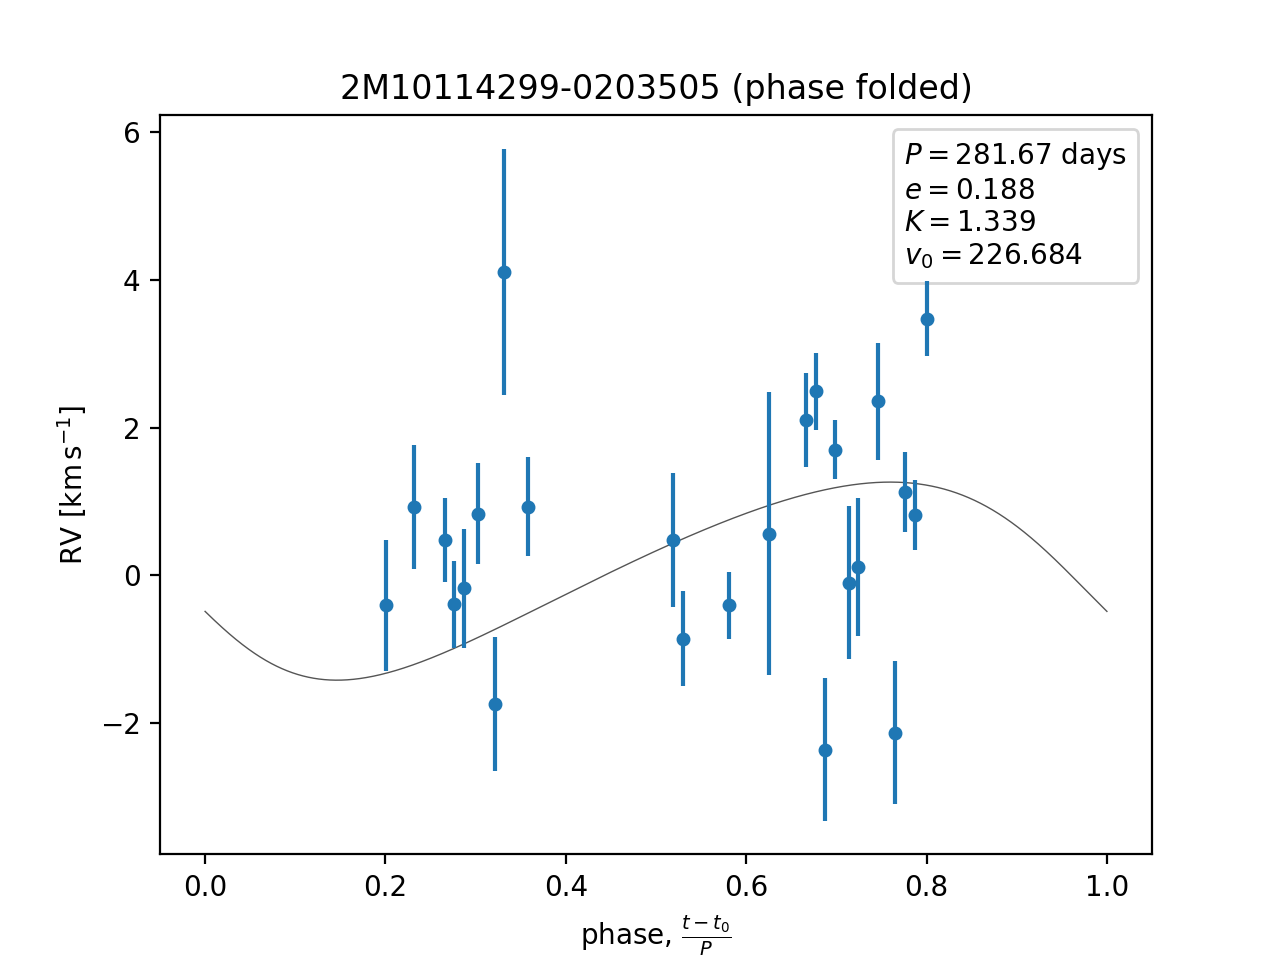 2M10114299-0203505 (phase folded)
P = 281.67 days
e = 0.188
K = 1.339
v₀ = 226.684
RV [km s⁻¹]
6
4
2
0
−2
0.0 0.2 0.4 0.6 0.8 1.0
phase, (t − t₀)/P